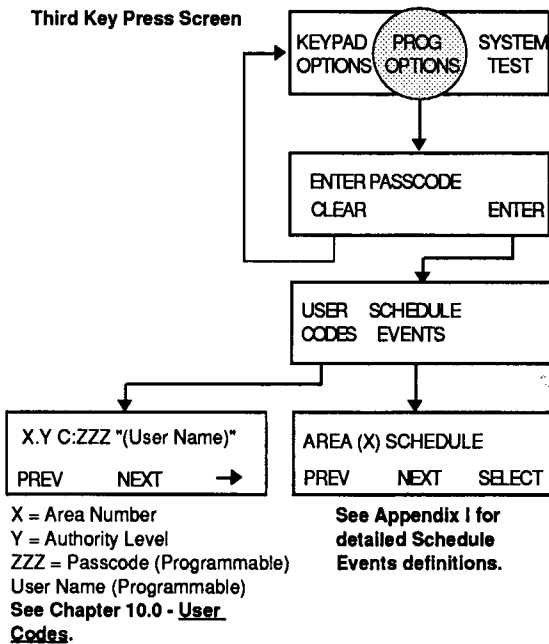 Third Key Press Screen
KEYPAD PROG SYSTEM
OPTIONS OPTIONS TEST
ENTER PASSCODE
CLEAR ENTER
USER SCHEDULE
CODES EVENTS
X.Y C:ZZZ "(User Name)"
PREV NEXT →
X = Area Number
Y = Authority Level
ZZZ = Passcode (Programmable)
User Name (Programmable)
See Chapter 10.0 - User
Codes.
AREA (X) SCHEDULE
PREV NEXT SELECT
See Appendix I for
detailed Schedule
Events definitions.